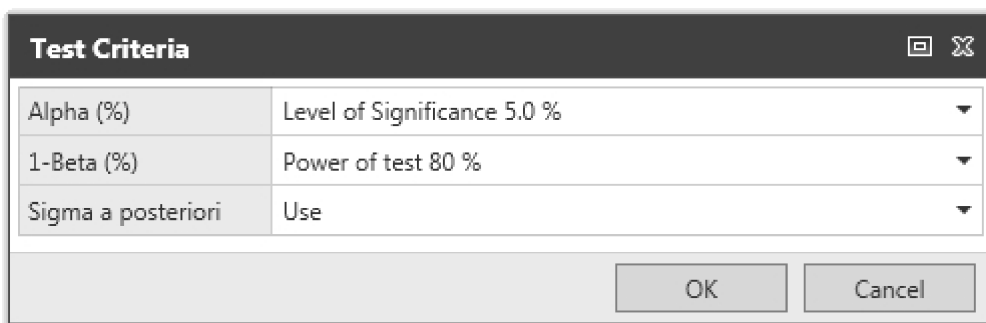 Test Criteria
Alpha (%) Level of Significance 5.0 %
1-Beta (%) Power of test 80 %
Sigma a posteriori Use
OK Cancel